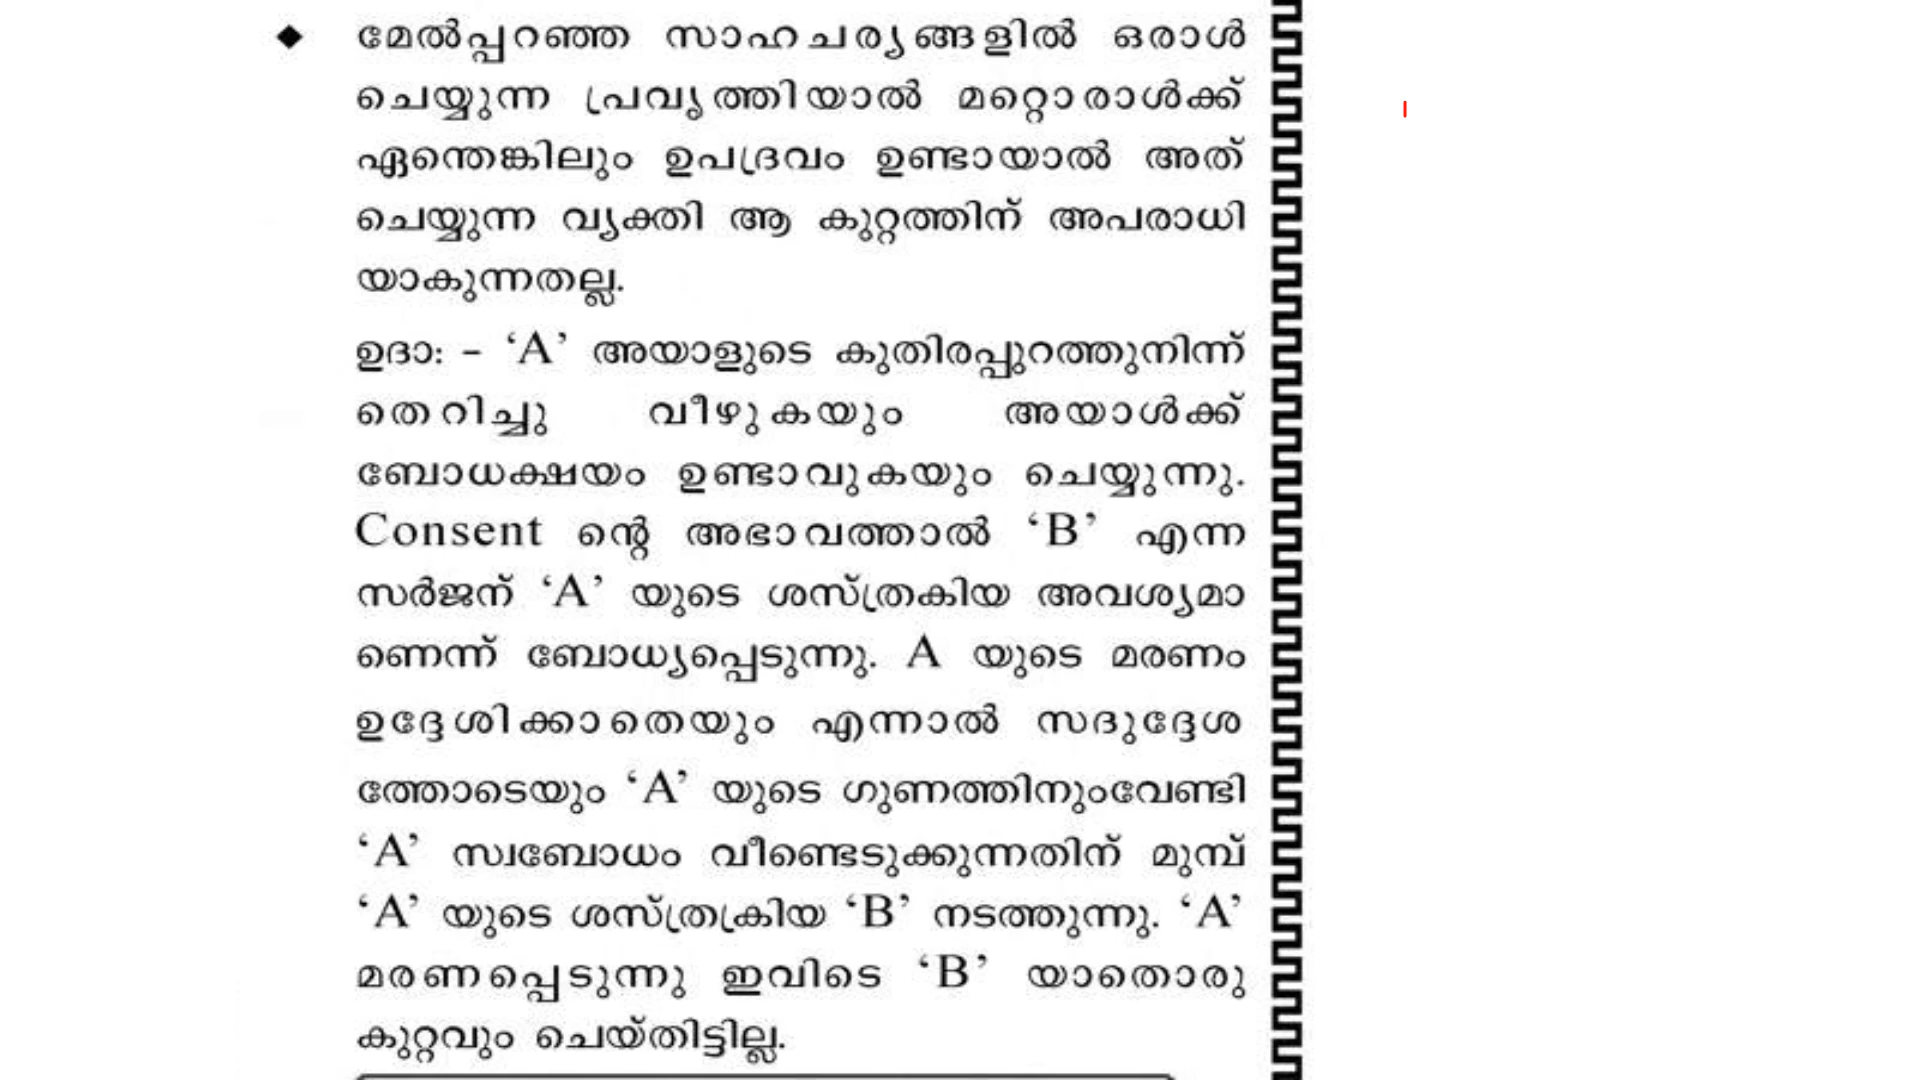 ◆ മേൽപ്പറഞ്ഞ സാഹചര്യങ്ങളിൽ ഒരാൾ
ചെയ്യുന്ന പ്രവൃത്തിയാൽ മറ്റൊരാൾക്ക്
ഏന്തെങ്കിലും ഉപദ്രവം ഉണ്ടായാൽ അത്
ചെയ്യുന്ന വ്യക്തി ആ കുറ്റത്തിന് അപരാധി
യാകുന്നതല്ല.
ഉദാ: – ‘A’ അയാളുടെ കുതിരപ്പുറത്തുനിന്ന്
തെറിച്ചു വീഴുകയും അയാൾക്ക്
ബോധക്ഷയം ഉണ്ടാവുകയും ചെയ്യുന്നു.
Consent ന്റെ അഭാവത്താൽ ‘B’ എന്ന
സർജന് ‘A’ യുടെ ശസ്ത്രകിയ അവശ്യമാ
ണെന്ന് ബോധ്യപ്പെടുന്നു. A യുടെ മരണം
ഉദ്ദേശിക്കാതെയും എന്നാൽ സദുദ്ദേശ
ത്തോടെയും ‘A’ യുടെ ഗുണത്തിനുംവേണ്ടി
‘A’ സ്വബോധം വീണ്ടെടുക്കുന്നതിന് മുമ്പ്
‘A’ യുടെ ശസ്ത്രക്രിയ ‘B’ നടത്തുന്നു. ‘A’
മരണപ്പെടുന്നു ഇവിടെ ‘B’ യാതൊരു
കുറ്റവും ചെയ്തിട്ടില്ല.